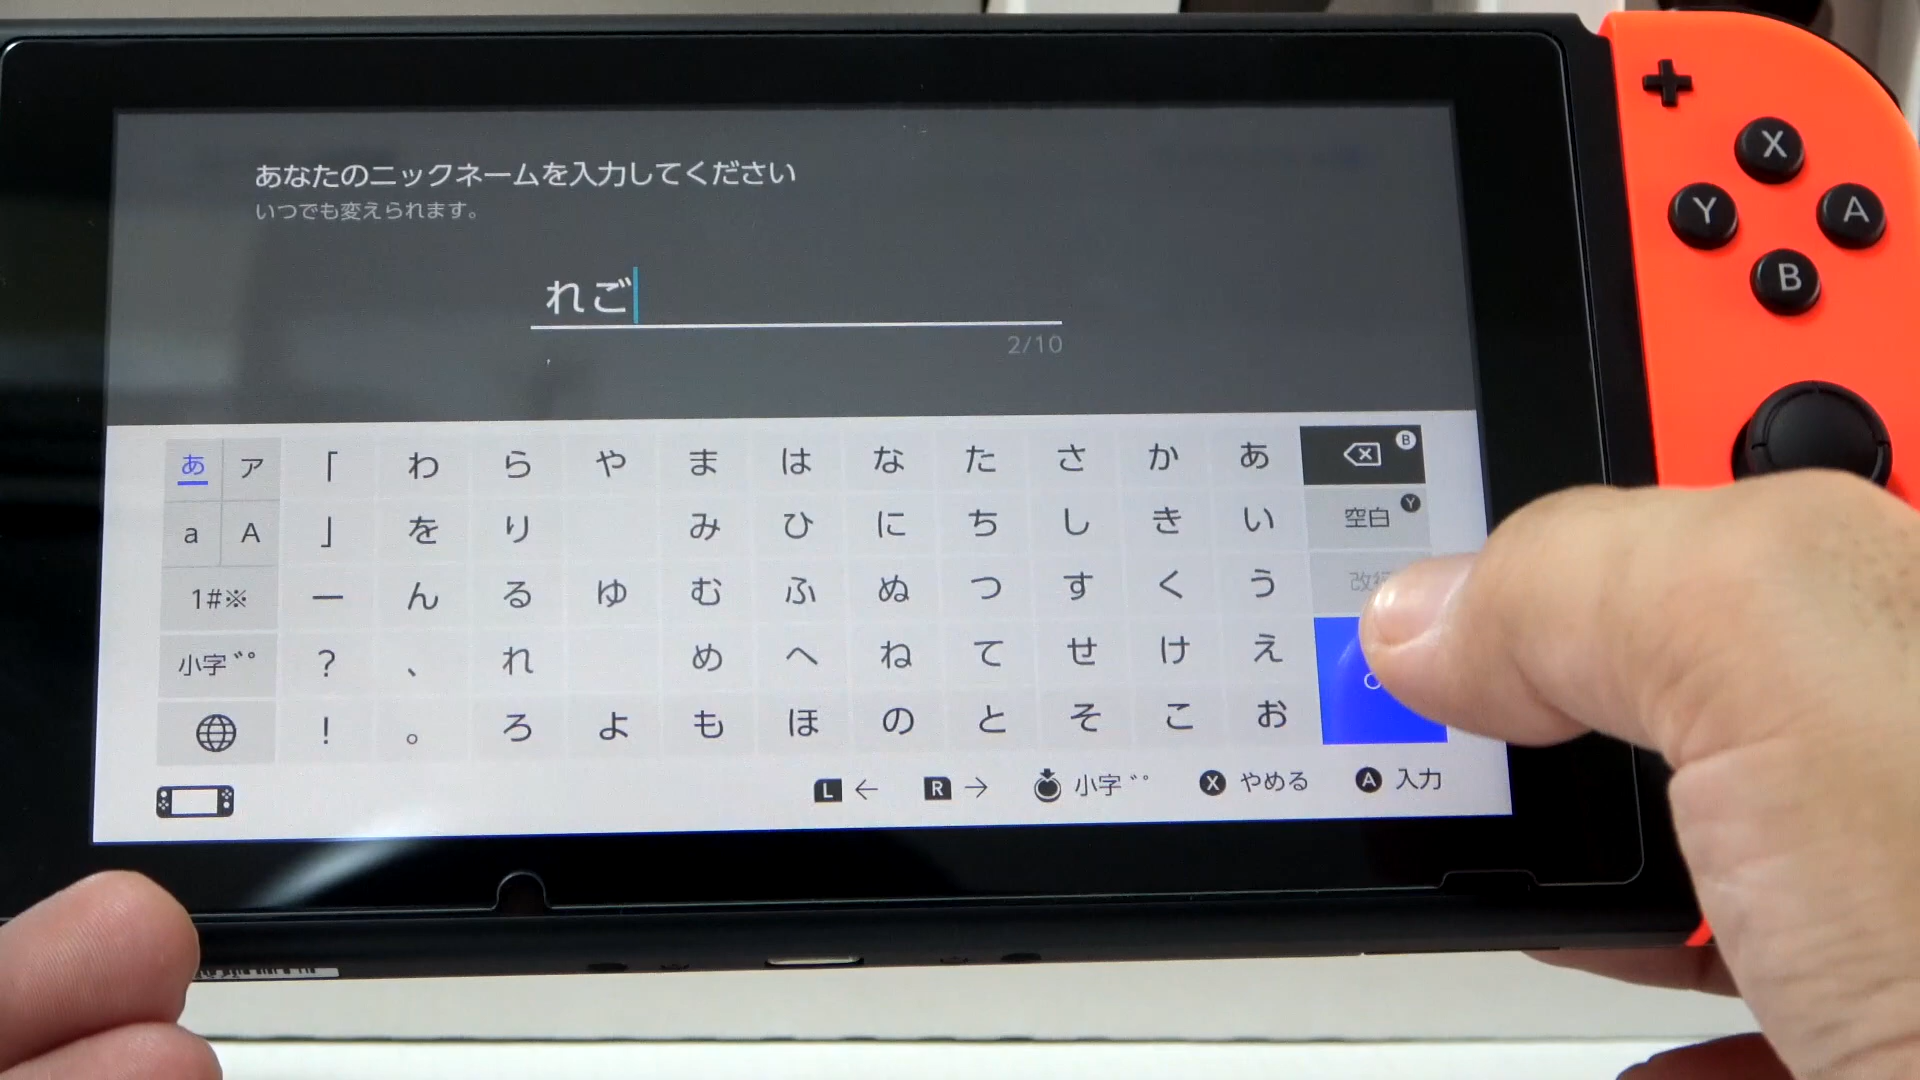 あなたのニックネームを入力してください
いつでも変えられます。
れご
2/10
あ ア 「 わ ら や ま は な た さ か あ B
a A 」 を り み ひ に ち し き い 空白 Y
1#※ ー ん る ゆ む ふ ぬ つ す く う 改
小字 ゛゜ ? 、 れ め へ ね て せ け え
! 。 ろ よ も ほ の と そ こ お
L ← R → 小字 ゛゜ X やめる A 入力
X
Y A
B